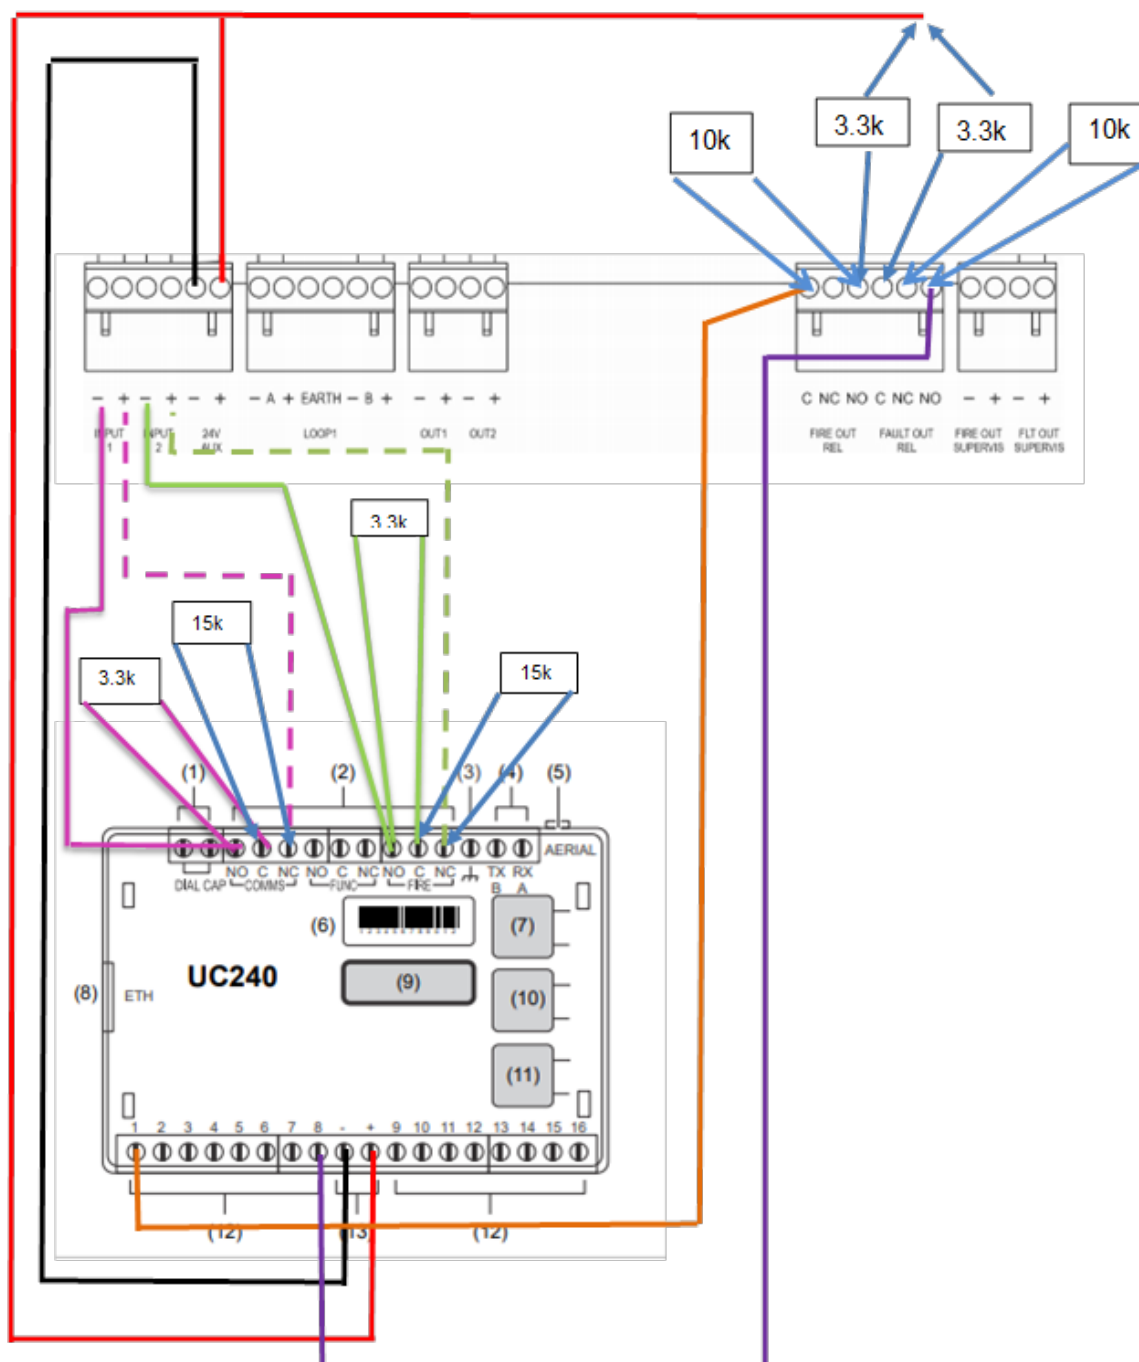 3.3k
3.3k
10k
10k
- + - + - + - A + EARTH - B + - + - + C NC NO C NC NO - + - +
INPUT 1
INPUT 2
24V AUX
LOOP1
OUT1
OUT2
FIRE OUT REL
FAULT OUT REL
FIRE OUT SUPERVIS
FLT OUT SUPERVIS
3.3k
15k
3.3k
15k
(1) (2) (3) (4) (5)
AERIAL
NO C NC NO C NC NO C NC TX RX
DIAL CAP COMMS FUNC FIRE B A
(6)
(7)
UC240
(9)
(8) ETH
(10)
(11)
1 2 3 4 5 6 7 8 - + 9 10 11 12 13 14 15 16
(12) (13) (12)